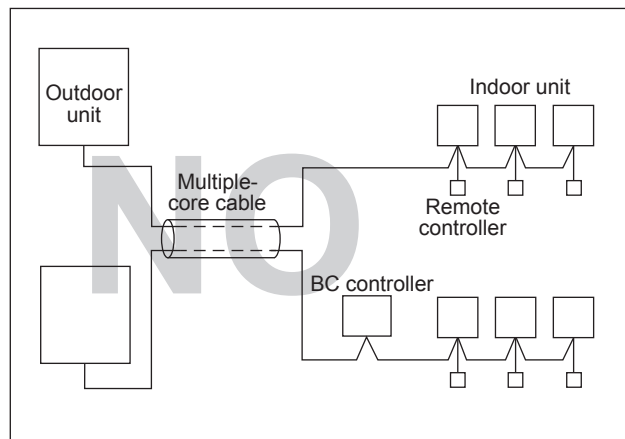 Outdoor
unit
Indoor unit
NO
Multiple-
core cable
Remote
controller
BC controller